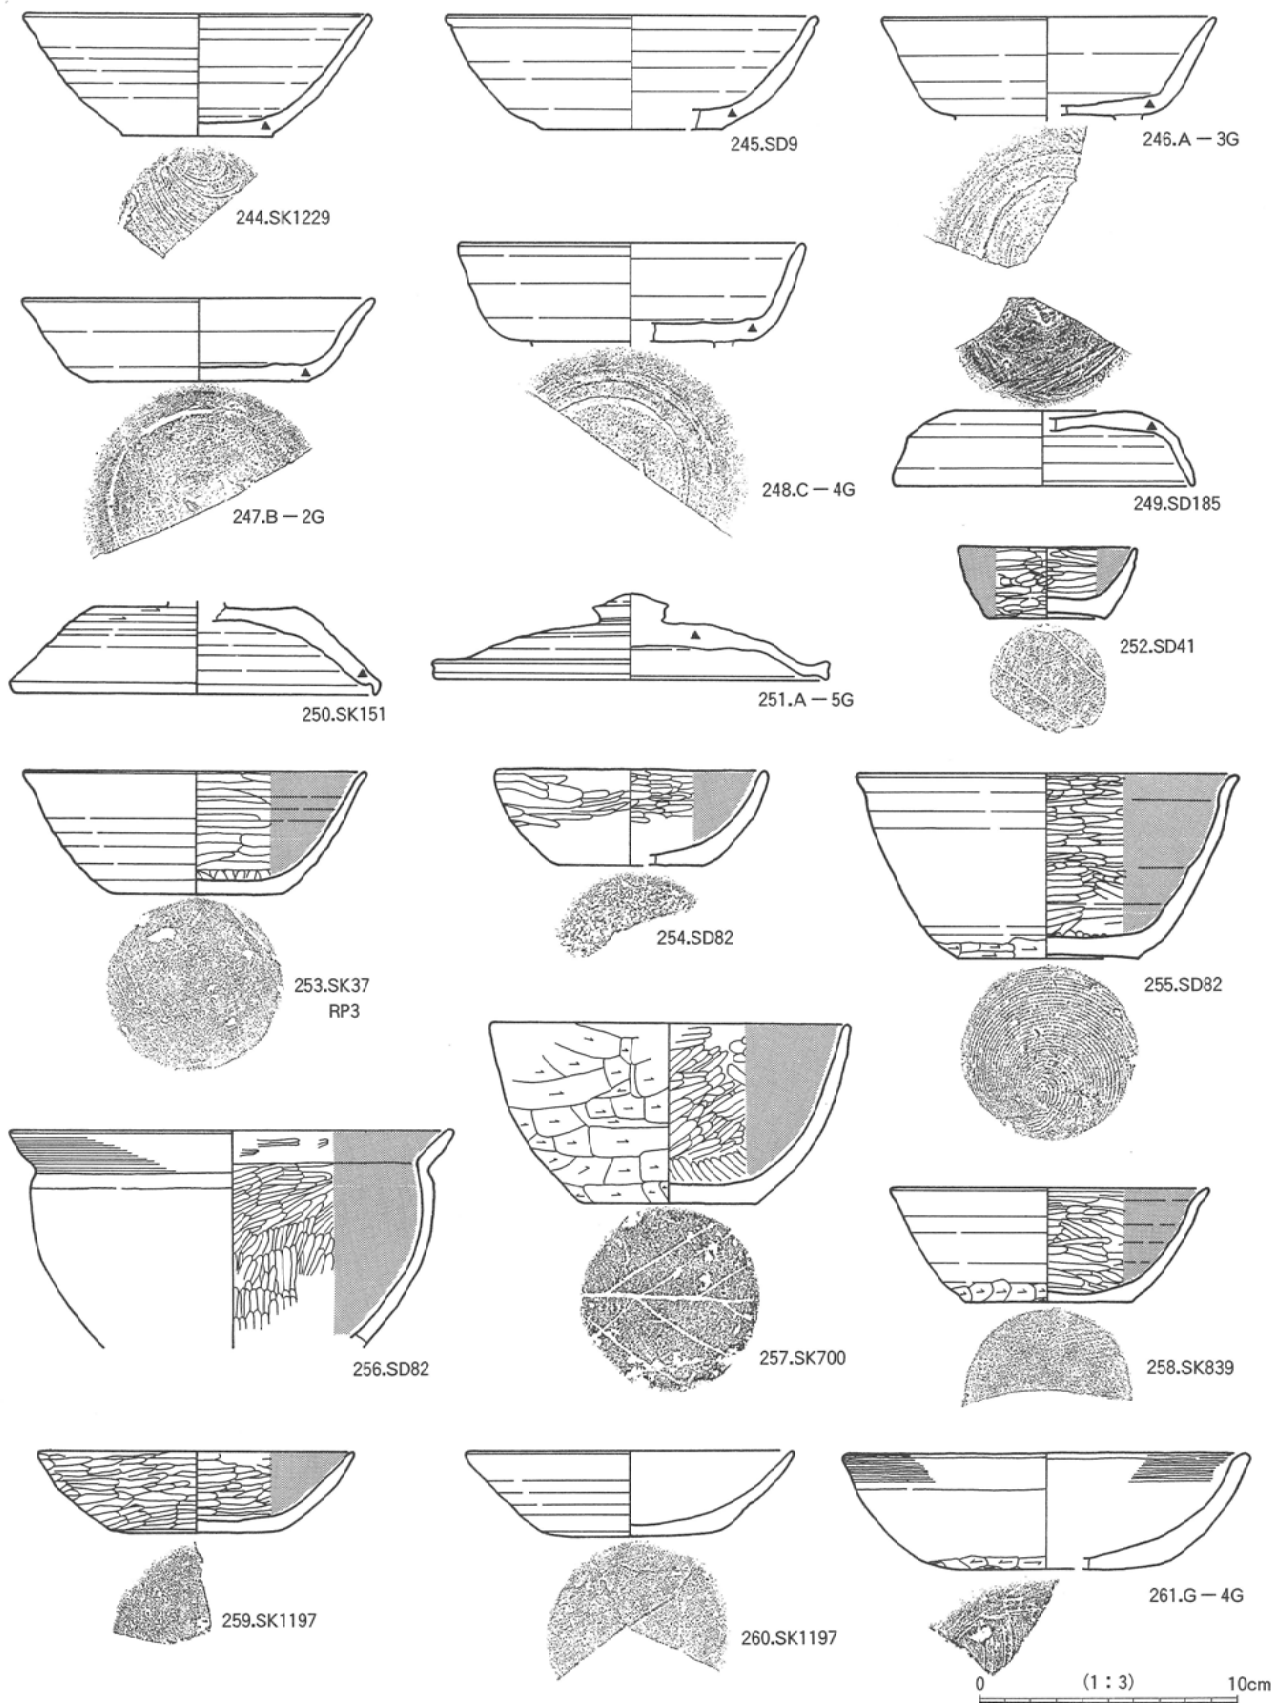 244.SK1229
245.SD9
246.A－3G
247.B－2G
248.C－4G
249.SD185
250.SK151
251.A－5G
252.SD41
253.SK37
RP3
254.SD82
255.SD82
256.SD82
257.SK700
258.SK839
259.SK1197
260.SK1197
261.G－4G
0 (1：3) 10cm